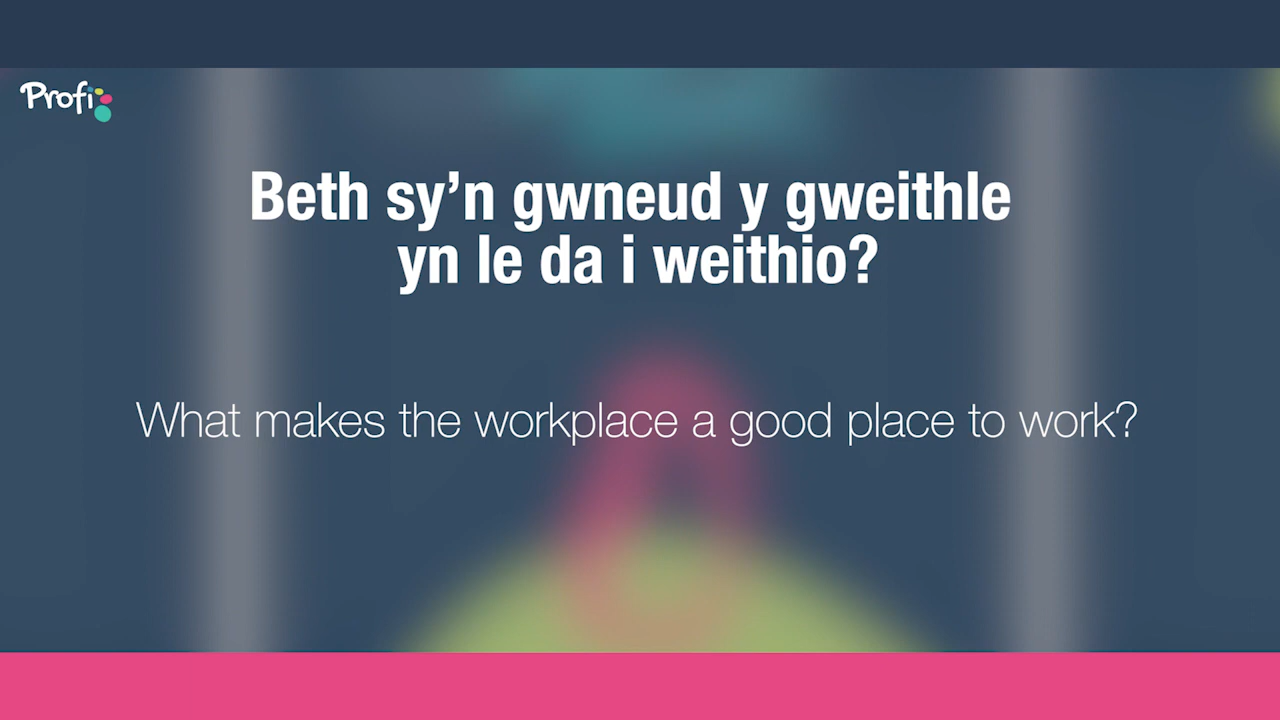 Profi
Beth sy’n gwneud y gweithle
yn le da i weithio?
What makes the workplace a good place to work?